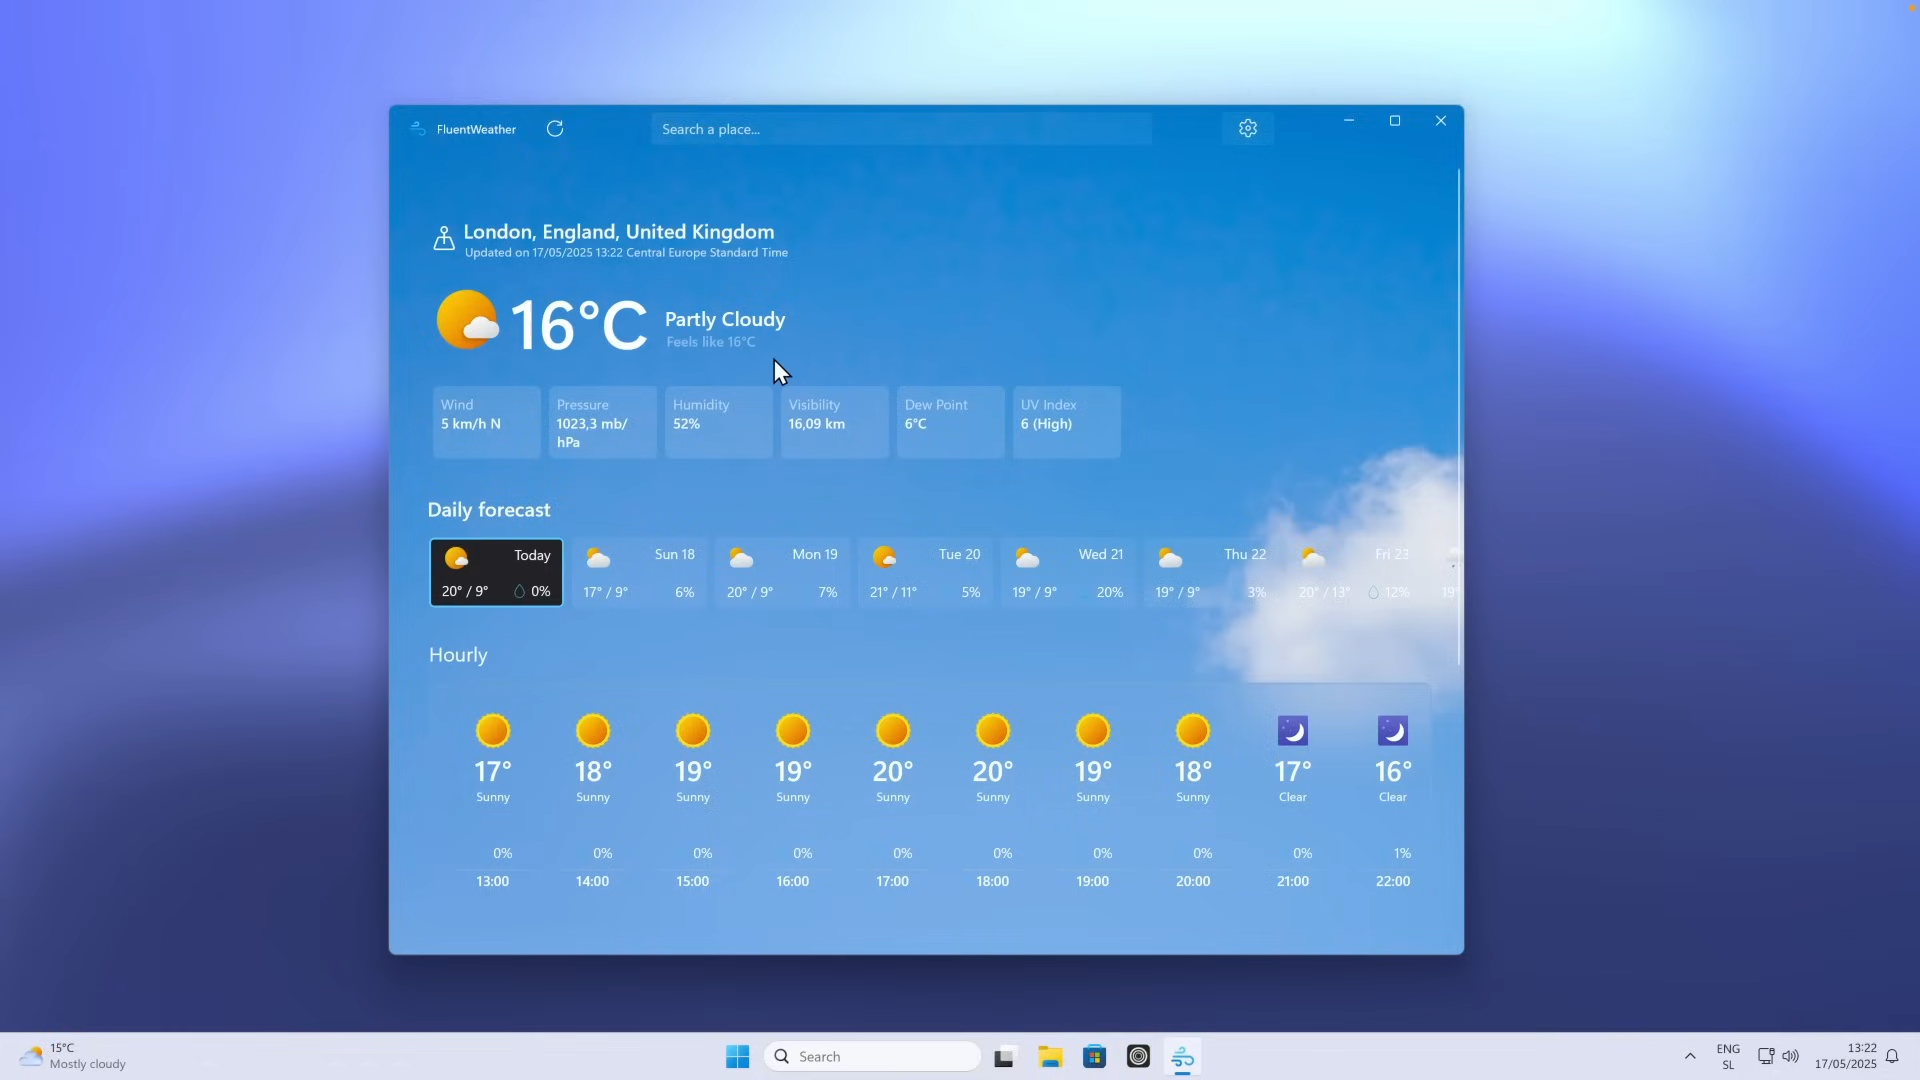 FluentWeather
Search a place...
London, England, United Kingdom
Updated on 17/05/2025 13:22 Central Europe Standard Time
16°C
Partly Cloudy
Feels like 16°C
Wind
5 km/h N
Pressure
1023,3 mb/
hPa
Humidity
52%
Visibility
16,09 km
Dew Point
6°C
UV Index
6 (High)
Daily forecast
Today
20° / 9° 0%
Sun 18
17° / 9° 6%
Mon 19
20° / 9° 7%
Tue 20
21° / 11° 5%
Wed 21
19° / 9° 20%
Thu 22
19° / 9° 3%
Fri 23
20° / 13° 12%
19°
Hourly
17° 18° 19° 19° 20° 20° 19° 18° 17° 16°
Sunny Sunny Sunny Sunny Sunny Sunny Sunny Sunny Clear Clear
0% 0% 0% 0% 0% 0% 0% 0% 0% 1%
13:00 14:00 15:00 16:00 17:00 18:00 19:00 20:00 21:00 22:00
15°C
Mostly cloudy
Search
ENG
SL
13:22
17/05/2025